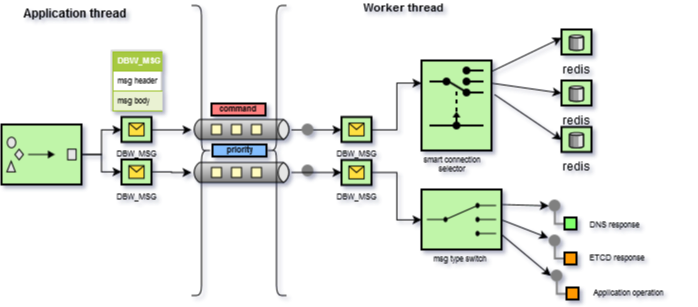 Application thread
Worker thread
DBW_MSG
msg header
msg body
command
DBW_MSG
priority
DBW_MSG
DBW_MSG
DBW_MSG
redis
redis
redis
smart connection
selector
msg type switch
DNS response
ETCD response
Application operation